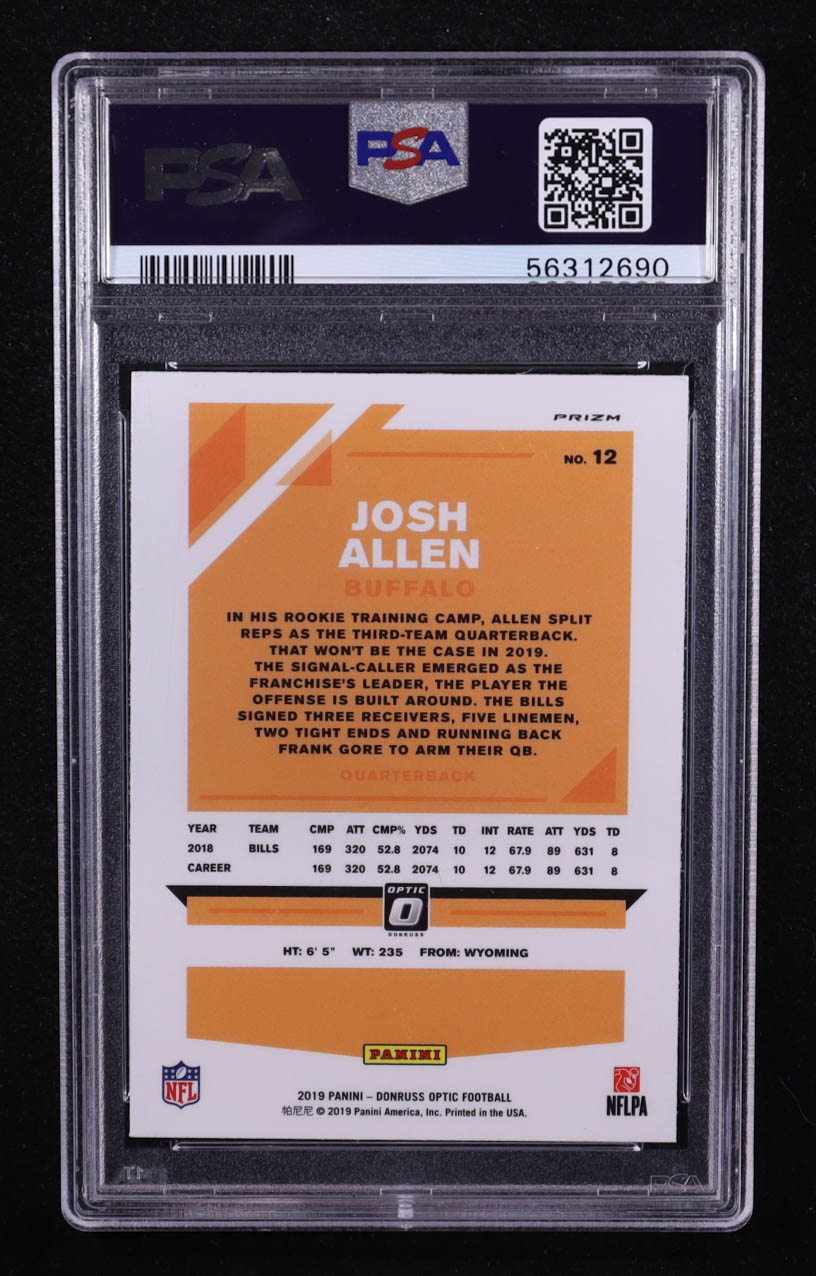 PSA
PSA
56312690
PRIZM
NO. 12
JOSH
ALLEN
BUFFALO
IN HIS ROOKIE TRAINING CAMP, ALLEN SPLIT
REPS AS THE THIRD-TEAM QUARTERBACK.
THAT WON'T BE THE CASE IN 2019.
THE SIGNAL-CALLER EMERGED AS THE
FRANCHISE'S LEADER, THE PLAYER THE
OFFENSE IS BUILT AROUND. THE BILLS
SIGNED THREE RECEIVERS, FIVE LINEMEN,
TWO TIGHT ENDS AND RUNNING BACK
FRANK GORE TO ARM THEIR QB.
QUARTERBACK
YEAR TEAM CMP ATT CMP% YDS TD INT RATE ATT YDS TD
2018 BILLS 169 320 52.8 2074 10 12 67.9 89 631 8
CAREER 169 320 52.8 2074 10 12 67.9 89 631 8
OPTIC
O
DONRUSS
HT: 6' 5" WT: 235 FROM: WYOMING
PANINI
NFL
2019 PANINI – DONRUSS OPTIC FOOTBALL
帕尼尼 © 2019 Panini America, Inc. Printed in the USA.
NFLPA
PSA